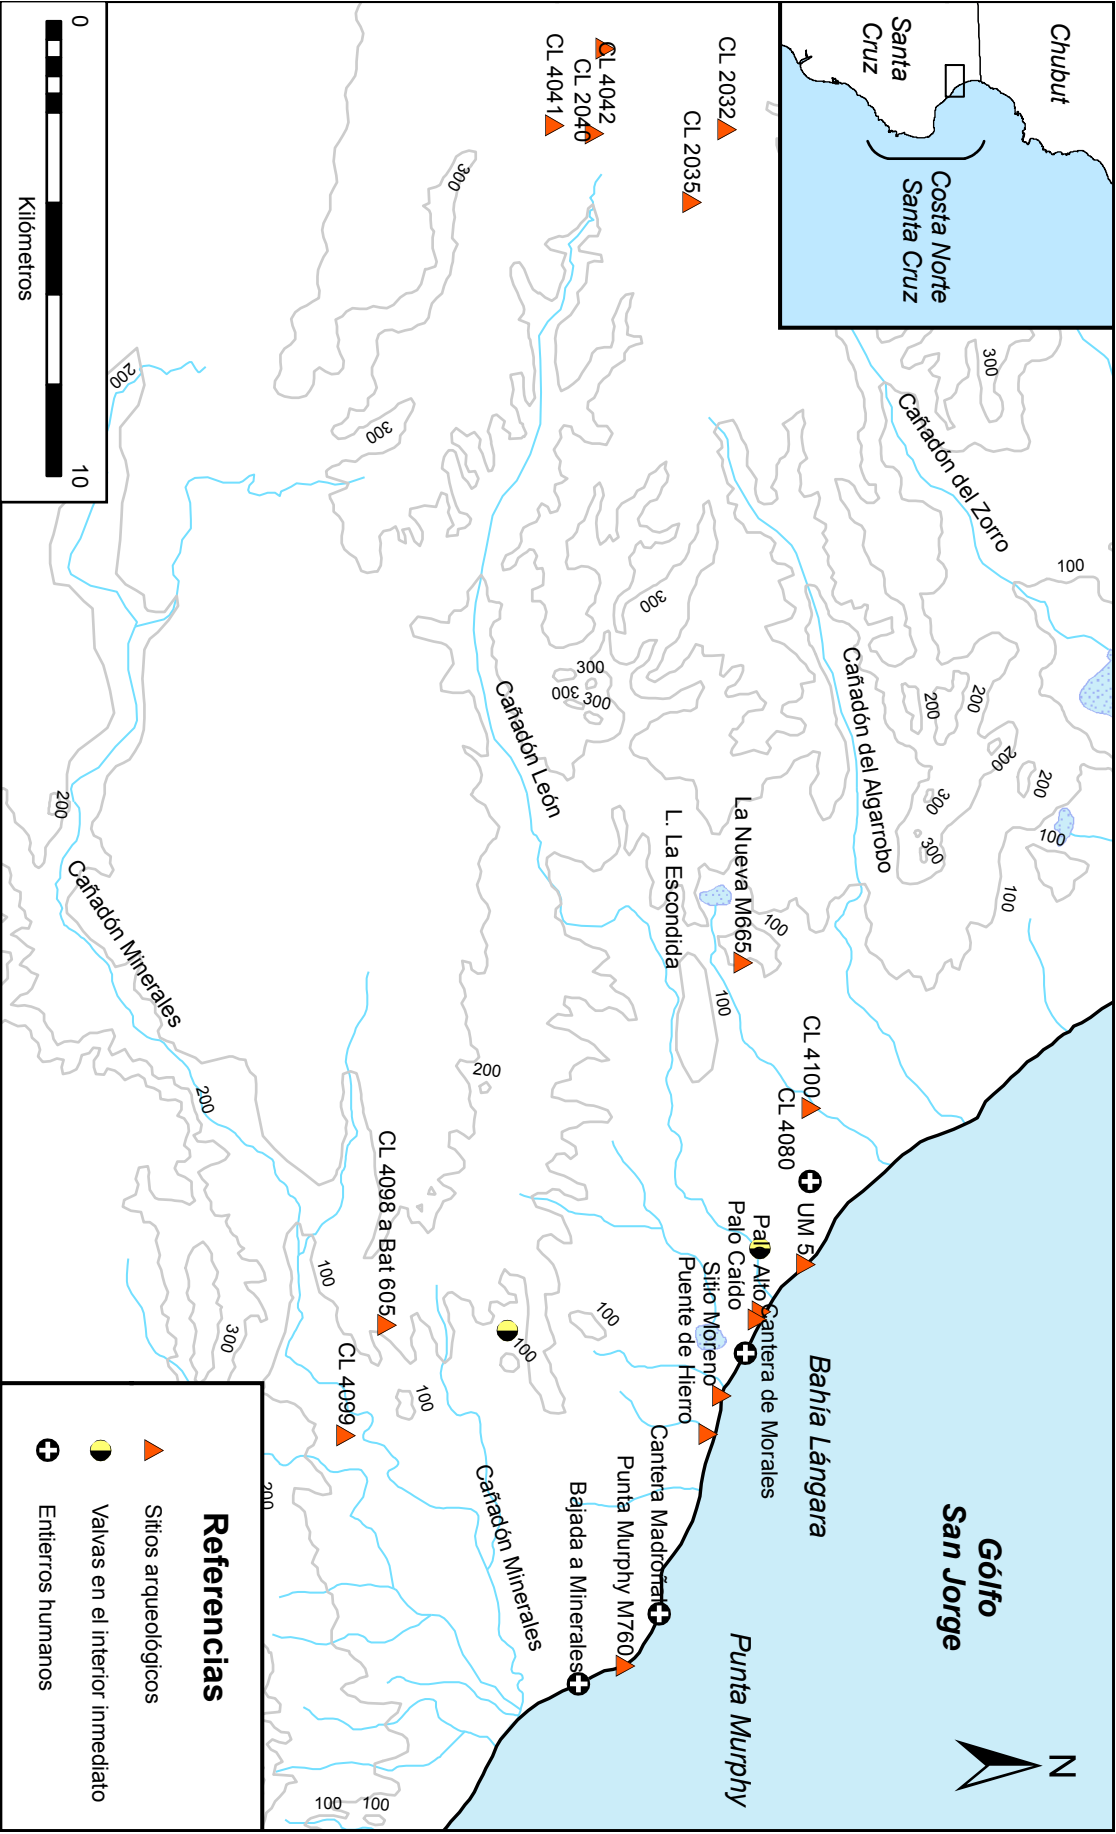 Chubut
Santa
Cruz
Costa Norte
Santa Cruz
Gólfo
San Jorge
N
Bahía Lángara
Punta Murphy
300
Cañadón del Zorro
100
200
200
200
200
300
300
100
100
Cañadón del Algarrobo
CL 2032
CL 2035
CL 4042
CL 2040
CL 4041
300
300
300
300
300
300
Cañadón León
La Nueva M665
L. La Escondida
100
100
CL 4100
CL 4080
UM 5
Palo Alto
Palo Caído
Cantera de Morales
Sitio Moreno
Puente de Hierro
Cantera Madroñal
Punta Murphy M760
Bajada a Minerales
200
100
100
100
CL 4098 a Bat 605
CL 4099
Cañadón Minerales
300
200
200
200
Cañadón Minerales
100
300
200
100
100
0
10
Kilómetros
Referencias
Sitios arqueológicos
Valvas en el interior inmediato
Entierros humanos